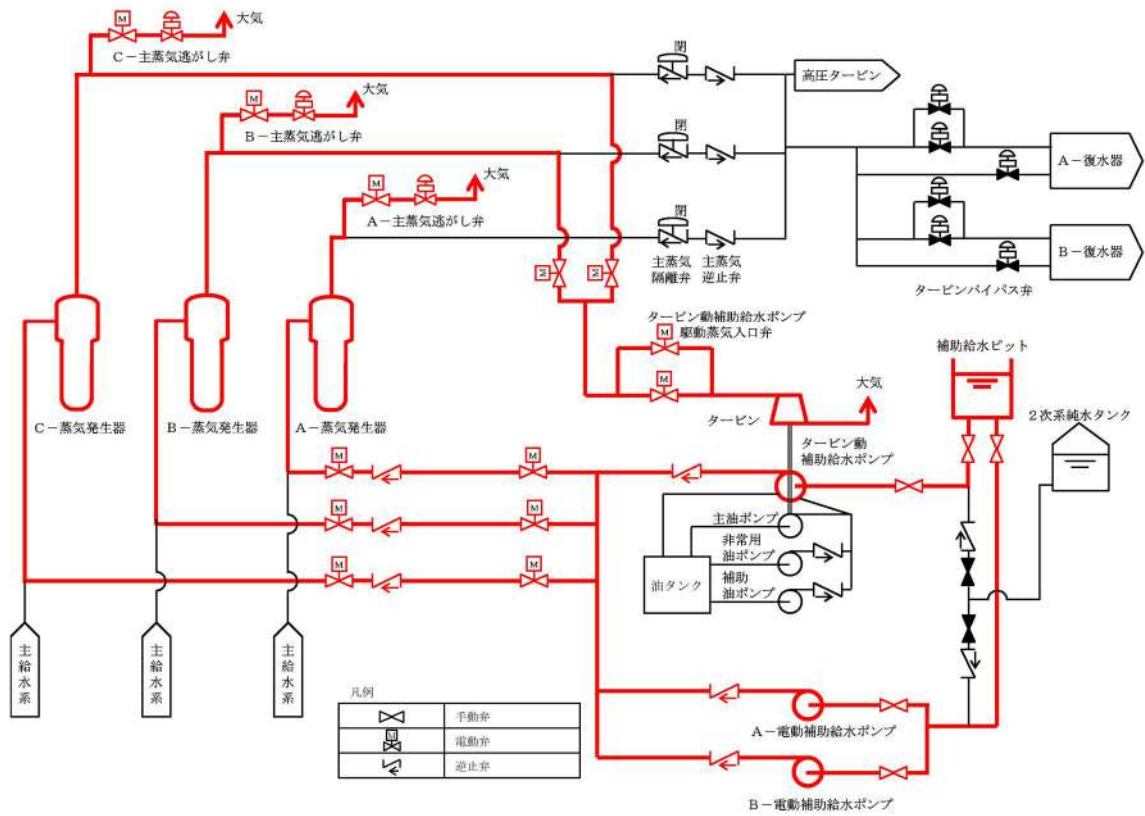 M
大気
C－主蒸気逃がし弁
M
大気
B－主蒸気逃がし弁
M
大気
A－主蒸気逃がし弁
閉
閉
閉
主蒸気
隔離弁
主蒸気
逆止弁
高圧タービン
A－復水器
B－復水器
タービンバイパス弁
M
M
タービン動補助給水ポンプ
駆動蒸気入口弁
M
M
タービン
大気
補助給水ピット
2次系純水タンク
C－蒸気発生器
B－蒸気発生器
A－蒸気発生器
タービン動
補助給水ポンプ
M
M
M
M
M
M
主油ポンプ
非常用
油ポンプ
補助
油ポンプ
油タンク
主給水系
主給水系
主給水系
凡例
手動弁
M
電動弁
逆止弁
A－電動補助給水ポンプ
B－電動補助給水ポンプ